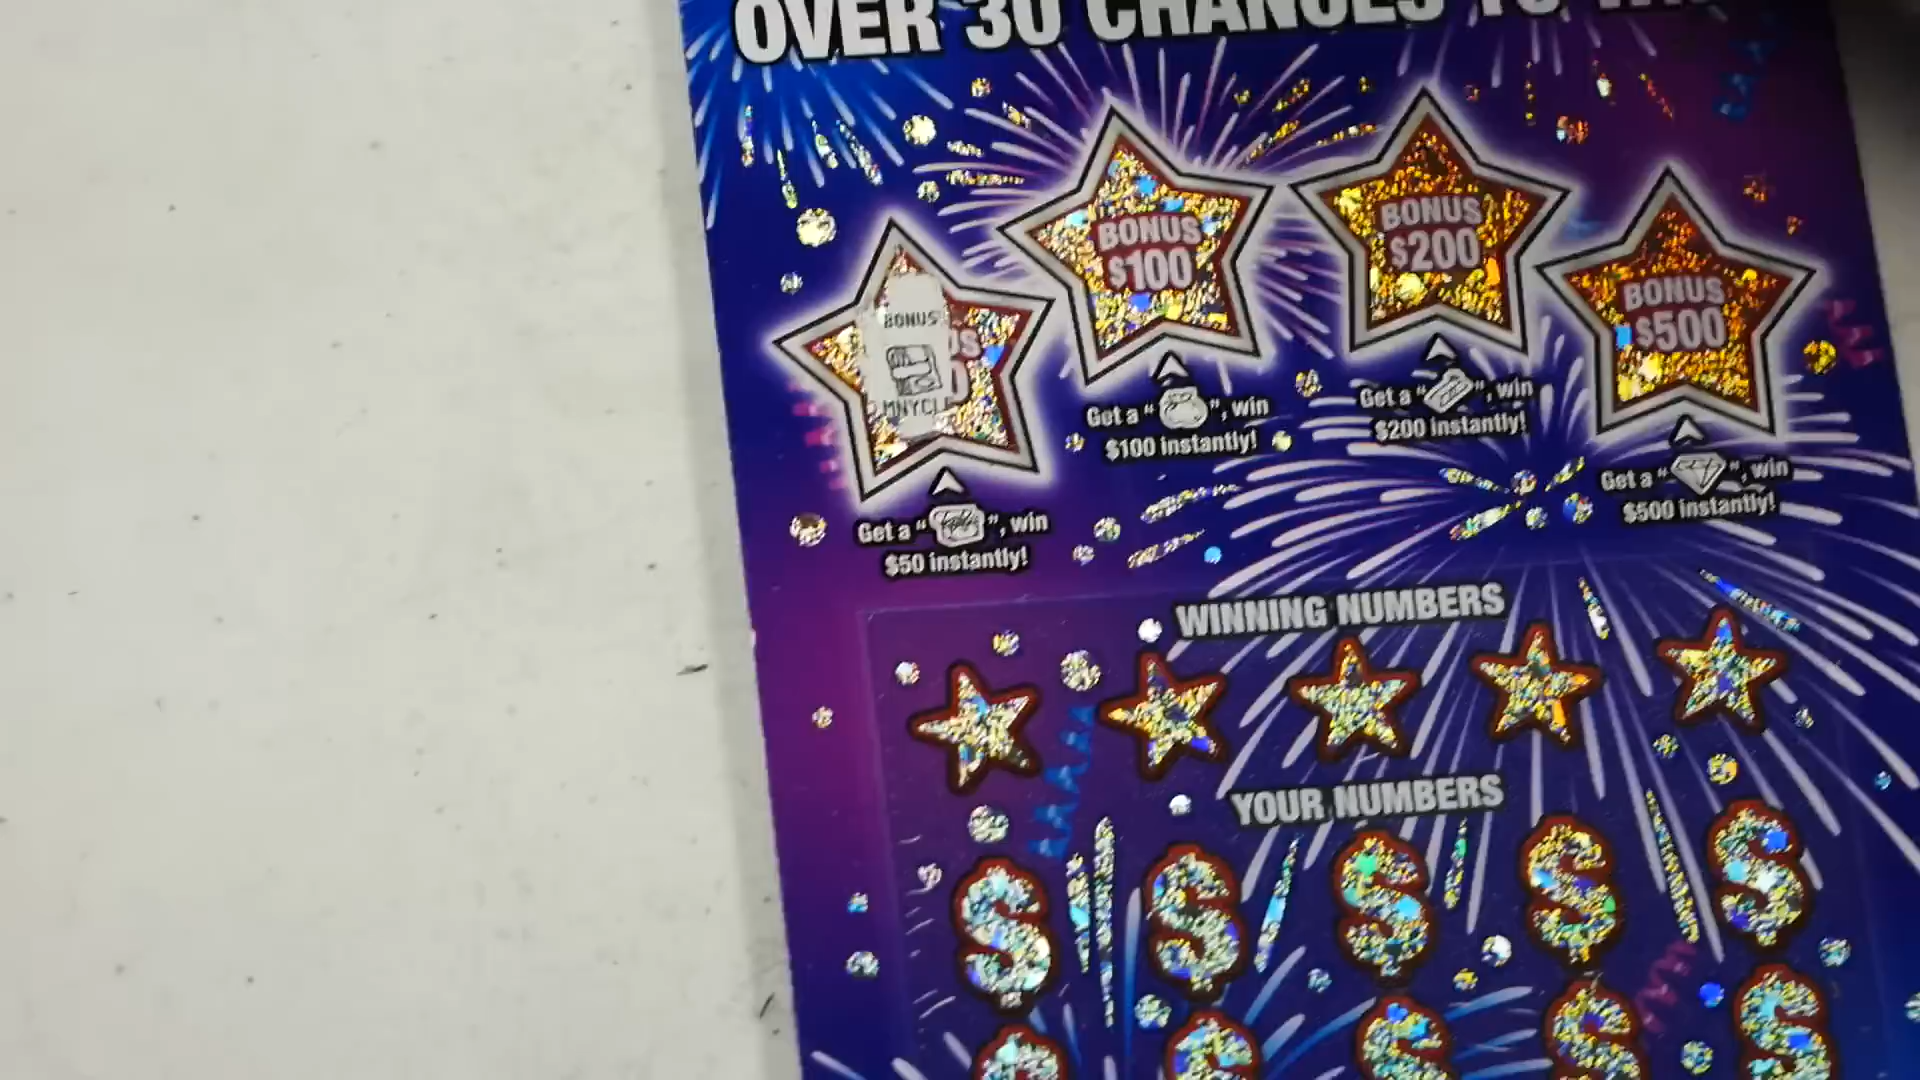 OVER 30 CHANCES TO
BONUS
$100
BONUS
$200
BONUS
$500
BONUS
MNYCL
Get a " ", win
$50 instantly!
Get a " ", win
$100 instantly!
Get a " ", win
$200 instantly!
Get a " ", win
$500 instantly!
WINNING NUMBERS
YOUR NUMBERS